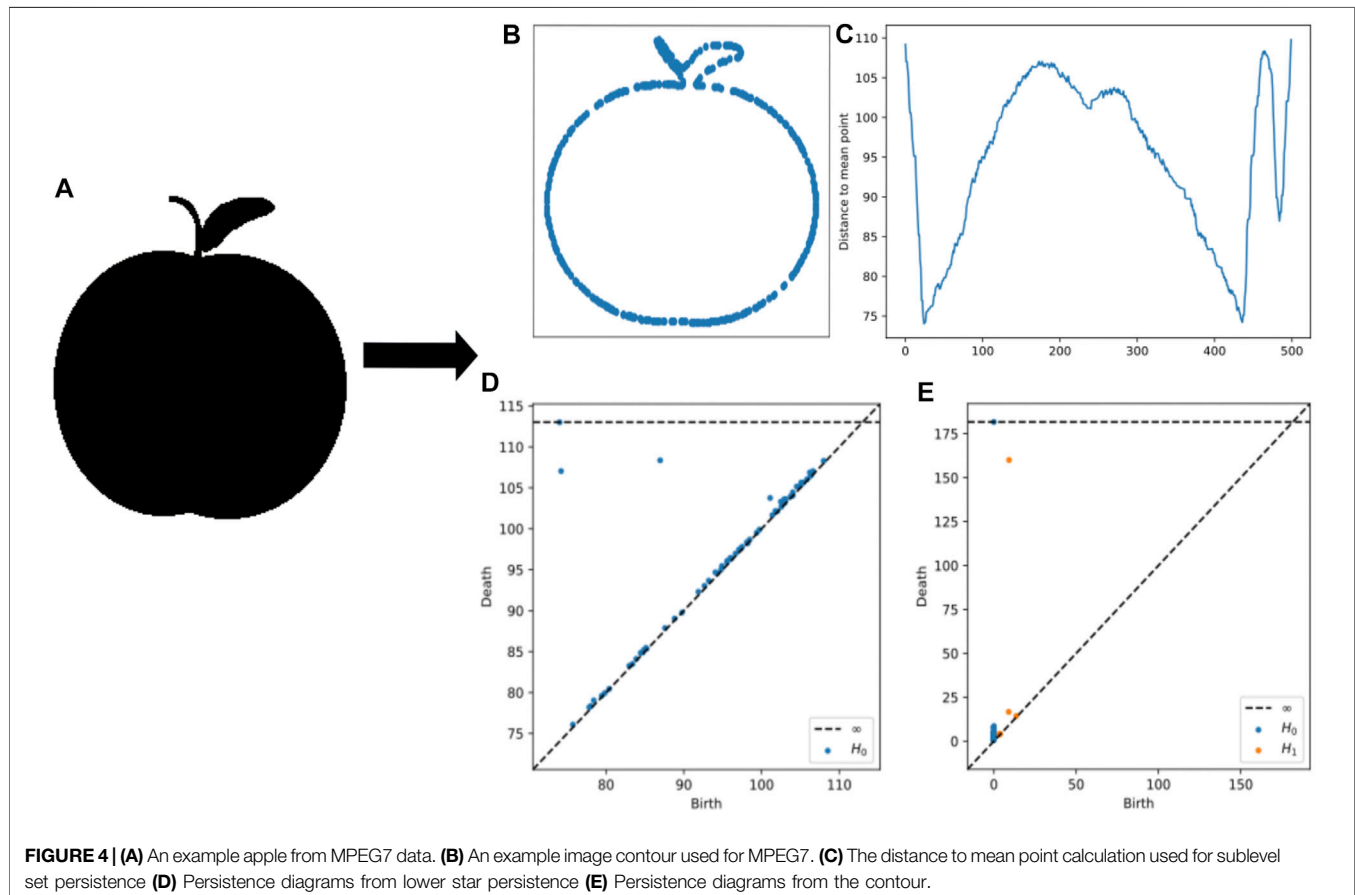 A
B
C
110
105
100
95
90
85
80
75
Distance to mean point
0 100 200 300 400 500
D
115
110
105
100
95
90
85
80
75
Death
80 90 100 110
Birth
∞
H₀
E
175
150
125
100
75
50
25
0
Death
0 50 100 150
Birth
∞
H₀
H₁
FIGURE 4 | (A) An example apple from MPEG7 data. (B) An example image contour used for MPEG7. (C) The distance to mean point calculation used for sublevel
set persistence (D) Persistence diagrams from lower star persistence (E) Persistence diagrams from the contour.